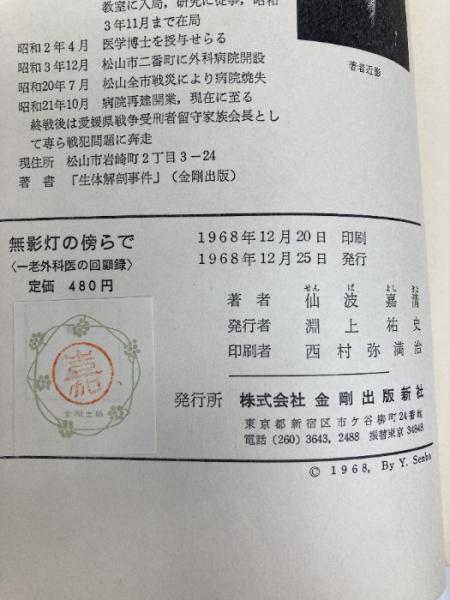 教室に入局，研究に従事，昭和
3年11月まで在局
昭和2年4月 医学博士を授与せらる
昭和3年12月 松山市二番町に外科病院開設
昭和20年7月 松山全市戦災により病院焼失
昭和21年10月 病院再建開業，現在に至る
終戦後は愛媛県戦争受刑者留守家族会長とし
て専ら戦犯問題に奔走
現住所 松山市岩崎町2丁目3－24
著書 「生体解剖事件」（金剛出版）
著者近影
無影灯の傍らで
〈一老外科医の回顧録〉
定価 480円
嘉
金剛出版
1968年12月20日 印刷
1968年12月25日 発行
せん ば よし きよ
著者 仙波嘉清
発行者 淵上祐史
印刷者 西村弥満治
発行所 株式会社 金剛出版新社
東京都新宿区市ケ谷柳町24番地
電話(260)3643, 2488 振替東京34848
© 1968, By Y. Senba